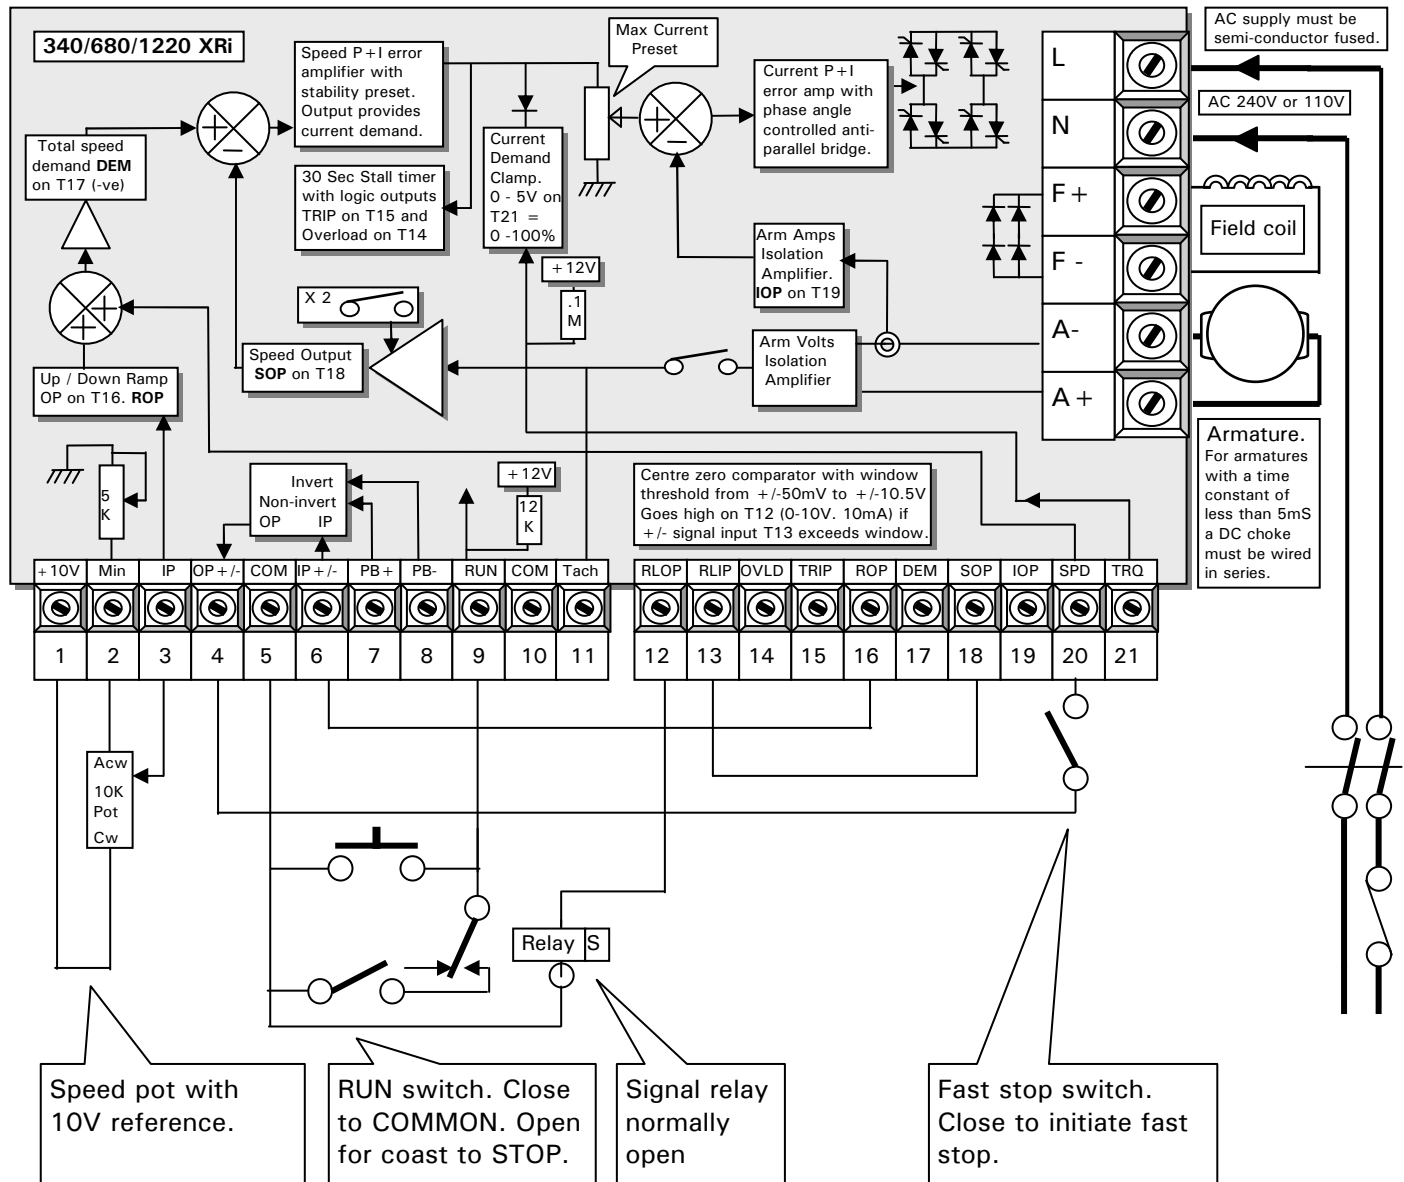 340/680/1220 XRi
Speed P+I error
amplifier with
stability preset.
Output provides
current demand.
Max Current
Preset
Current P+I
error amp with
phase angle
controlled anti-
parallel bridge.
AC supply must be
semi-conductor fused.
AC 240V or 110V
L
N
F+
F -
A-
A+
Total speed
demand DEM
on T17 (-ve)
+
−
+
−
30 Sec Stall timer
with logic outputs
TRIP on T15 and
Overload on T14
Current
Demand
Clamp.
0 - 5V on
T21 =
0 -100%
+12V
.1
M
Arm Amps
Isolation
Amplifier.
IOP on T19
Field coil
+
+
X 2
Speed Output
SOP on T18
Arm Volts
Isolation
Amplifier
Up / Down Ramp
OP on T16. ROP
Armature.
For armatures
with a time
constant of
less than 5mS
a DC choke
must be wired
in series.
5
K
Invert
Non-invert
OP IP
+12V
12
K
Centre zero comparator with window
threshold from +/-50mV to +/-10.5V
Goes high on T12 (0-10V. 10mA) if
+/- signal input T13 exceeds window.
+10V Min IP OP+/- COM IP+/- PB+ PB- RUN COM Tach RLOP RLIP OVLD TRIP ROP DEM SOP IOP SPD TRQ
1 2 3 4 5 6 7 8 9 10 11 12 13 14 15 16 17 18 19 20 21
Acw
10K
Pot
Cw
Relay S
Speed pot with
10V reference.
RUN switch. Close
to COMMON. Open
for coast to STOP.
Signal relay
normally
open
Fast stop switch.
Close to initiate fast
stop.